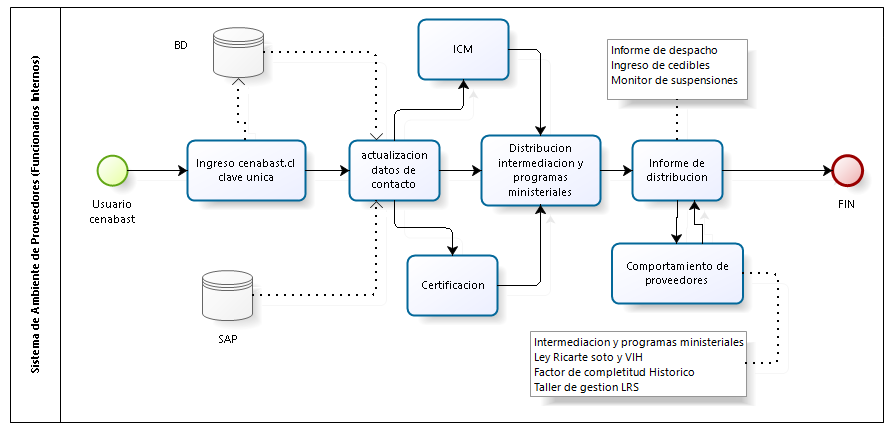 Sistema de Ambiente de Proveedores (Funcionarios Internos)
BD
ICM
Informe de despacho
Ingreso de cedibles
Monitor de suspensiones
Usuario
cenabast
Ingreso cenabast.cl
clave unica
actualizacion
datos de
contacto
Distribucion
intermediacion y
programas
ministeriales
Informe de
distribucion
FIN
SAP
Certificacion
Comportamiento de
proveedores
Intermediacion y programas ministeriales
Ley Ricarte soto y VIH
Factor de completitud Historico
Taller de gestion LRS